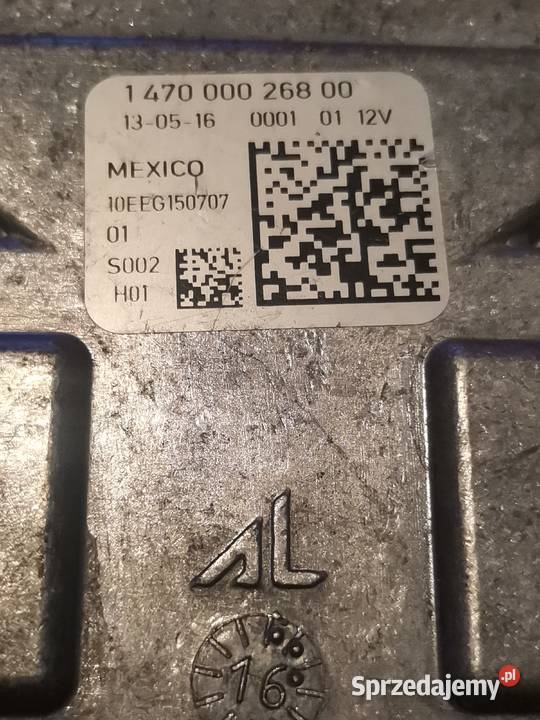 1 470 000 268 00
13-05-16 0001 01 12V
MEXICO
10EEG150707
01
S002
H01
AL
16
Sprzedajemy.pl